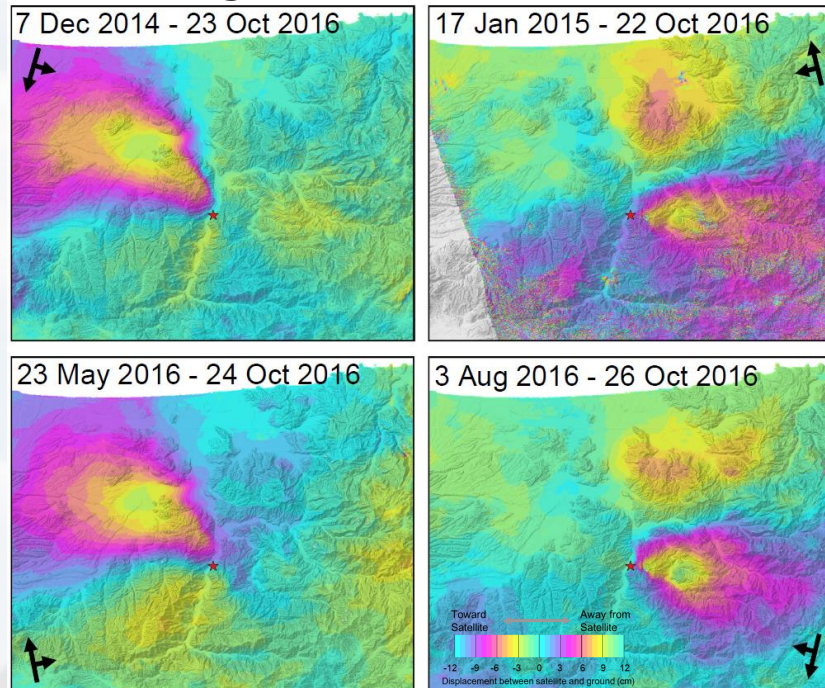 7 Dec 2014 - 23 Oct 2016
17 Jan 2015 - 22 Oct 2016
23 May 2016 - 24 Oct 2016
3 Aug 2016 - 26 Oct 2016
Toward Away from
Satellite Satellite
-12 -9 -6 -3 0 3 6 9 12
Displacement between satellite and ground (cm)